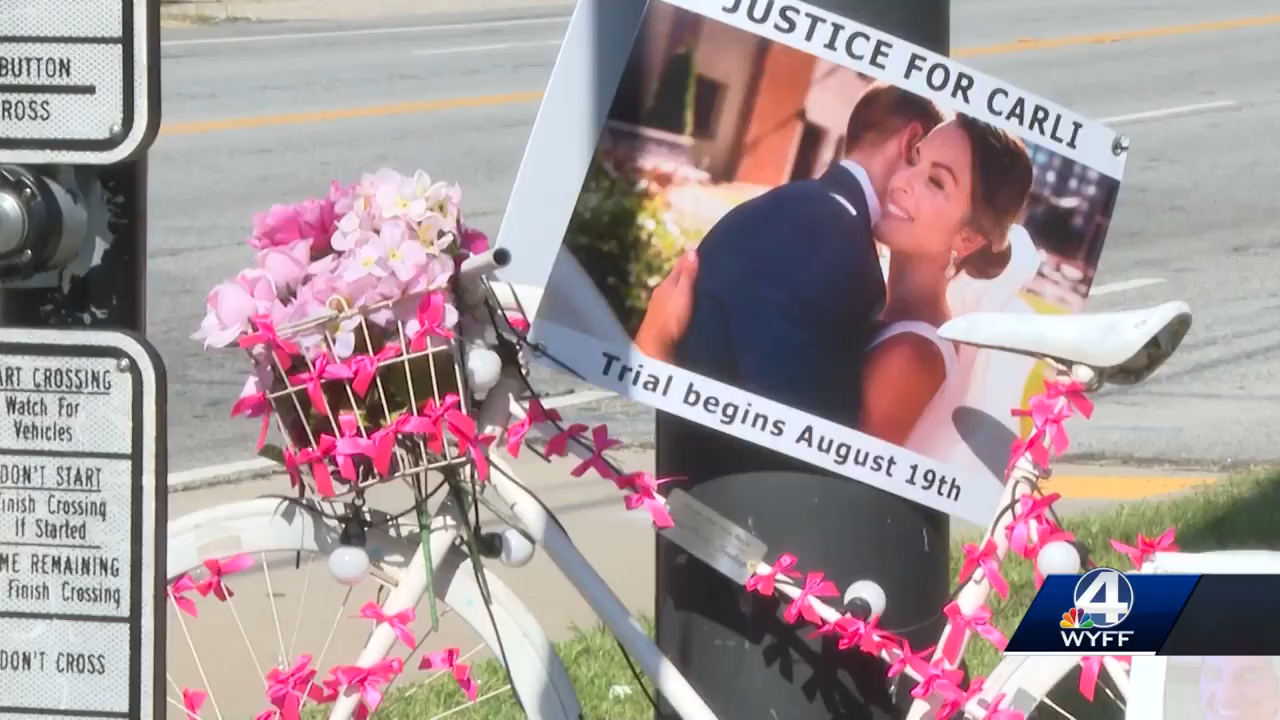 BUTTON
ROSS
ART CROSSING
Watch For
Vehicles
DON'T START
Finish Crossing
If Started
ME REMAINING
Finish Crossing
DON'T CROSS
JUSTICE FOR CARLI
Trial begins August 19th
4
WYFF